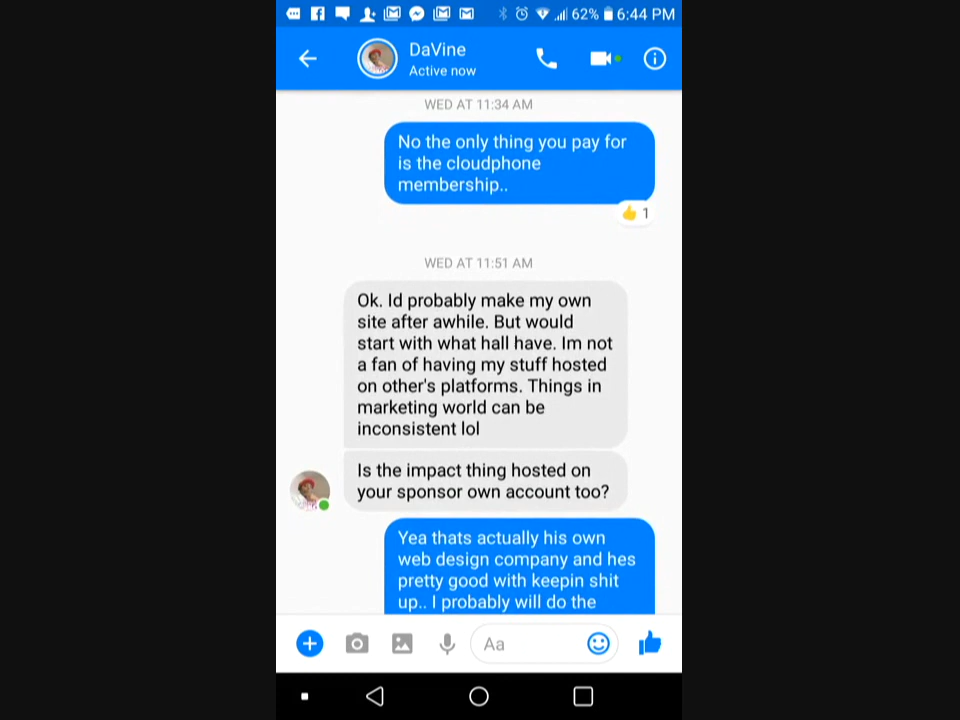 62% 6:44 PM
DaVine
Active now
WED AT 11:34 AM
No the only thing you pay for
is the cloudphone
membership..
1
WED AT 11:51 AM
Ok. Id probably make my own
site after awhile. But would
start with what hall have. Im not
a fan of having my stuff hosted
on other's platforms. Things in
marketing world can be
inconsistent lol
Is the impact thing hosted on
your sponsor own account too?
Yea thats actually his own
web design company and hes
pretty good with keepin shit
up.. I probably will do the
Aa